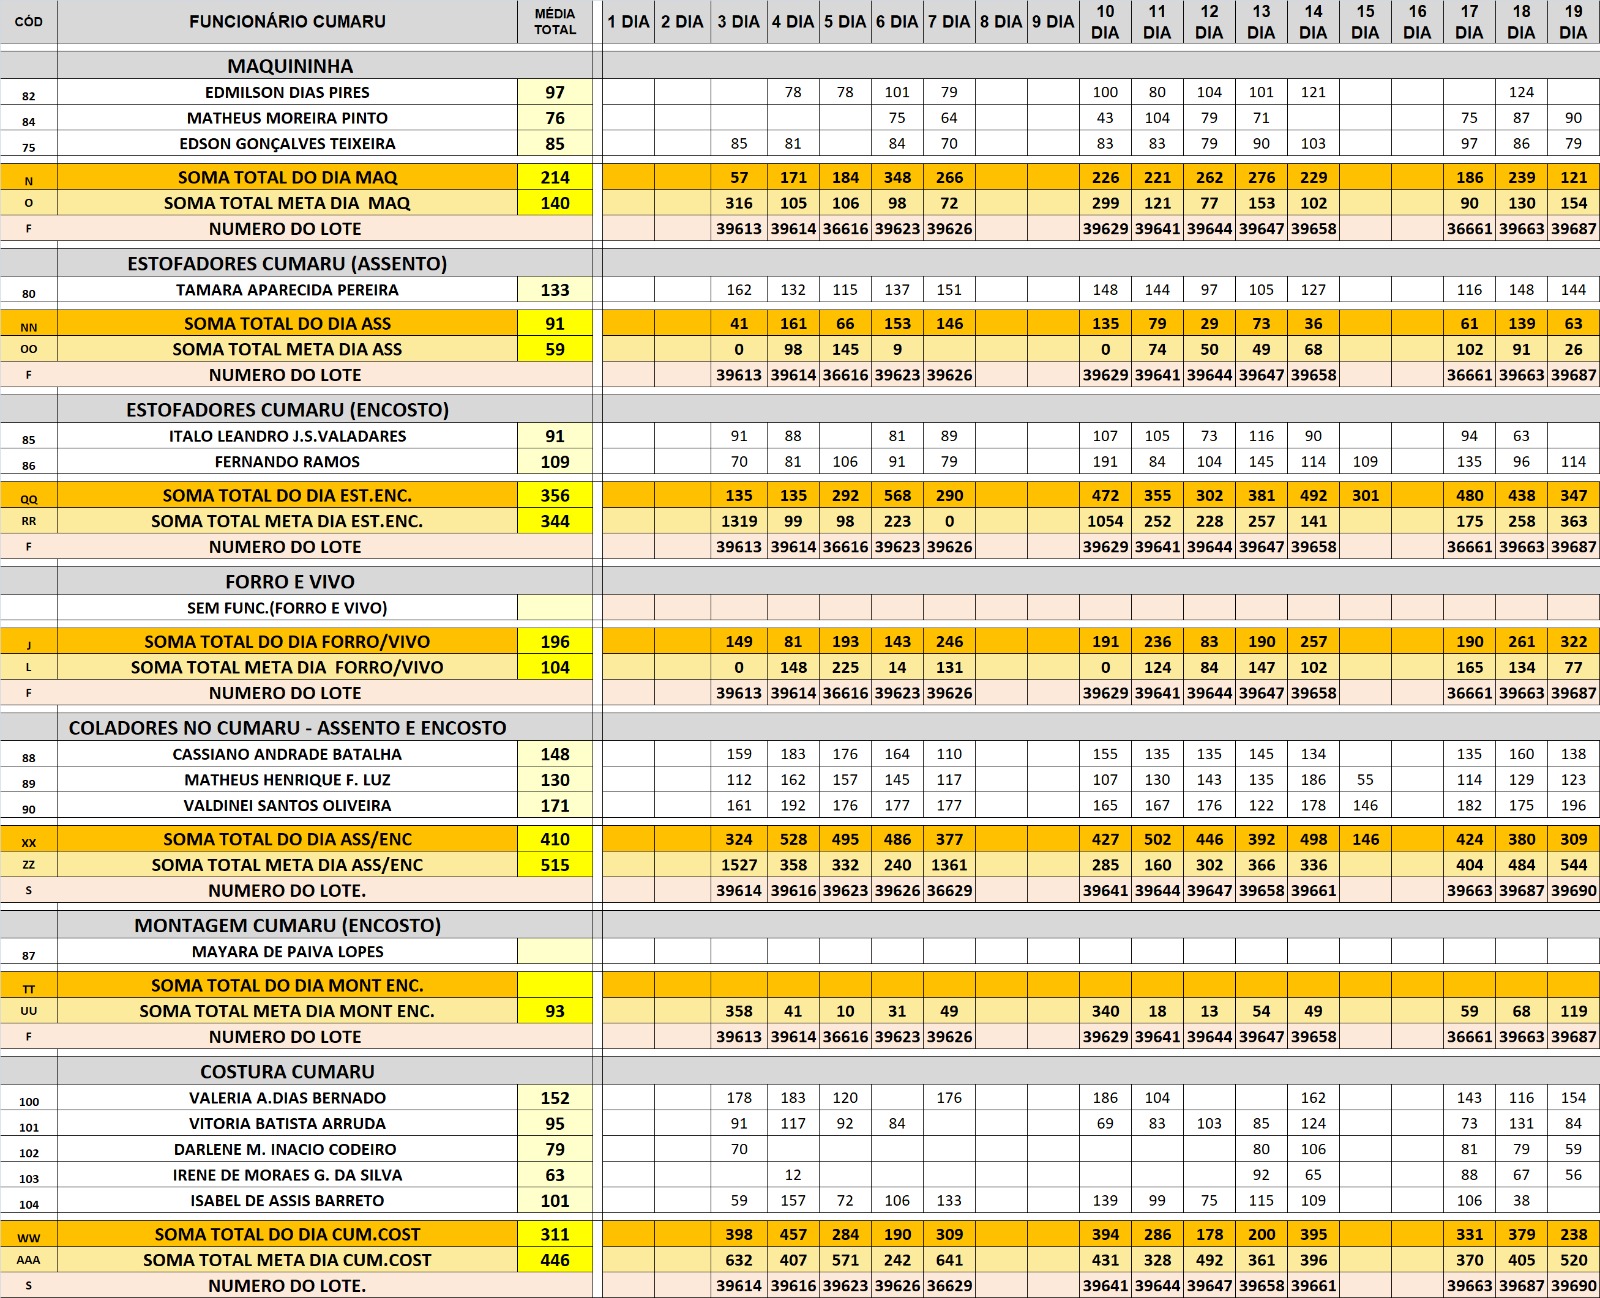 CÓD FUNCIONÁRIO CUMARU MÉDIA TOTAL 1 DIA 2 DIA 3 DIA 4 DIA 5 DIA 6 DIA 7 DIA 8 DIA 9 DIA 10 DIA 11 DIA 12 DIA 13 DIA 14 DIA 15 DIA 16 DIA 17 DIA 18 DIA 19 DIA
MAQUININHA
82 EDMILSON DIAS PIRES 97 78 78 101 79 100 80 104 101 121 124
84 MATHEUS MOREIRA PINTO 76 75 64 43 104 79 71 75 87 90
75 EDSON GONÇALVES TEIXEIRA 85 85 81 84 70 83 83 79 90 103 97 86 79
N SOMA TOTAL DO DIA MAQ 214 57 171 184 348 266 226 221 262 276 229 186 239 121
O SOMA TOTAL META DIA MAQ 140 316 105 106 98 72 299 121 77 153 102 90 130 154
F NUMERO DO LOTE 39613 39614 36616 39623 39626 39629 39641 39644 39647 39658 36661 39663 39687
ESTOFADORES CUMARU (ASSENTO)
80 TAMARA APARECIDA PEREIRA 133 162 132 115 137 151 148 144 97 105 127 116 148 144
NN SOMA TOTAL DO DIA ASS 91 41 161 66 153 146 135 79 29 73 36 61 139 63
OO SOMA TOTAL META DIA ASS 59 0 98 145 9 0 74 50 49 68 102 91 26
F NUMERO DO LOTE 39613 39614 36616 39623 39626 39629 39641 39644 39647 39658 36661 39663 39687
ESTOFADORES CUMARU (ENCOSTO)
85 ITALO LEANDRO J.S.VALADARES 91 91 88 81 89 107 105 73 116 90 94 63
86 FERNANDO RAMOS 109 70 81 106 91 79 191 84 104 145 114 109 135 96 114
QQ SOMA TOTAL DO DIA EST.ENC. 356 135 135 292 568 290 472 355 302 381 492 301 480 438 347
RR SOMA TOTAL META DIA EST.ENC. 344 1319 99 98 223 0 1054 252 228 257 141 175 258 363
F NUMERO DO LOTE 39613 39614 36616 39623 39626 39629 39641 39644 39647 39658 36661 39663 39687
FORRO E VIVO
SEM FUNC.(FORRO E VIVO)
J SOMA TOTAL DO DIA FORRO/VIVO 196 149 81 193 143 246 191 236 83 190 257 190 261 322
L SOMA TOTAL META DIA FORRO/VIVO 104 0 148 225 14 131 0 124 84 147 102 165 134 77
F NUMERO DO LOTE 39613 39614 36616 39623 39626 39629 39641 39644 39647 39658 36661 39663 39687
COLADORES NO CUMARU - ASSENTO E ENCOSTO
88 CASSIANO ANDRADE BATALHA 148 159 183 176 164 110 155 135 135 145 134 135 160 138
89 MATHEUS HENRIQUE F. LUZ 130 112 162 157 145 117 107 130 143 135 186 55 114 129 123
90 VALDINEI SANTOS OLIVEIRA 171 161 192 176 177 177 165 167 176 122 178 146 182 175 196
XX SOMA TOTAL DO DIA ASS/ENC 410 324 528 495 486 377 427 502 446 392 498 146 424 380 309
ZZ SOMA TOTAL META DIA ASS/ENC 515 1527 358 332 240 1361 285 160 302 366 336 404 484 544
S NUMERO DO LOTE. 39614 39616 39623 39626 36629 39641 39644 39647 39658 39661 39663 39687 39690
MONTAGEM CUMARU (ENCOSTO)
87 MAYARA DE PAIVA LOPES
TT SOMA TOTAL DO DIA MONT ENC.
UU SOMA TOTAL META DIA MONT ENC. 93 358 41 10 31 49 340 18 13 54 49 59 68 119
F NUMERO DO LOTE 39613 39614 36616 39623 39626 39629 39641 39644 39647 39658 36661 39663 39687
COSTURA CUMARU
100 VALERIA A.DIAS BERNADO 152 178 183 120 176 186 104 162 143 116 154
101 VITORIA BATISTA ARRUDA 95 91 117 92 84 69 83 103 85 124 73 131 84
102 DARLENE M. INACIO CODEIRO 79 70 80 106 81 79 59
103 IRENE DE MORAES G. DA SILVA 63 12 92 65 88 67 56
104 ISABEL DE ASSIS BARRETO 101 59 157 72 106 133 139 99 75 115 109 106 38
WW SOMA TOTAL DO DIA CUM.COST 311 398 457 284 190 309 394 286 178 200 395 331 379 238
AAA SOMA TOTAL META DIA CUM.COST 446 632 407 571 242 641 431 328 492 361 396 370 405 520
S NUMERO DO LOTE. 39614 39616 39623 39626 36629 39641 39644 39647 39658 39661 39663 39687 39690